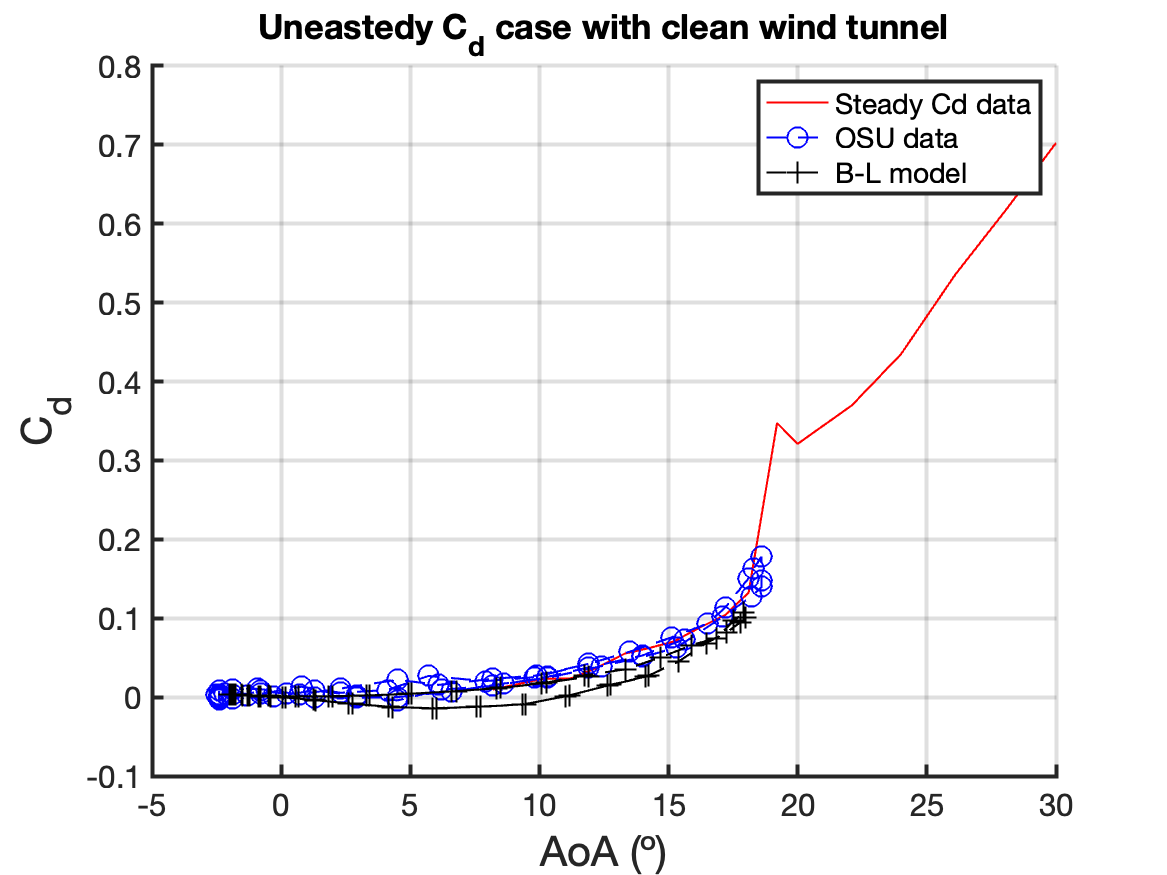 Uneastedy Cd case with clean wind tunnel
0.8
0.7
0.6
0.5
0.4
0.3
0.2
0.1
0
-0.1
Cd
Steady Cd data
OSU data
B-L model
-5 0 5 10 15 20 25 30
AoA (º)